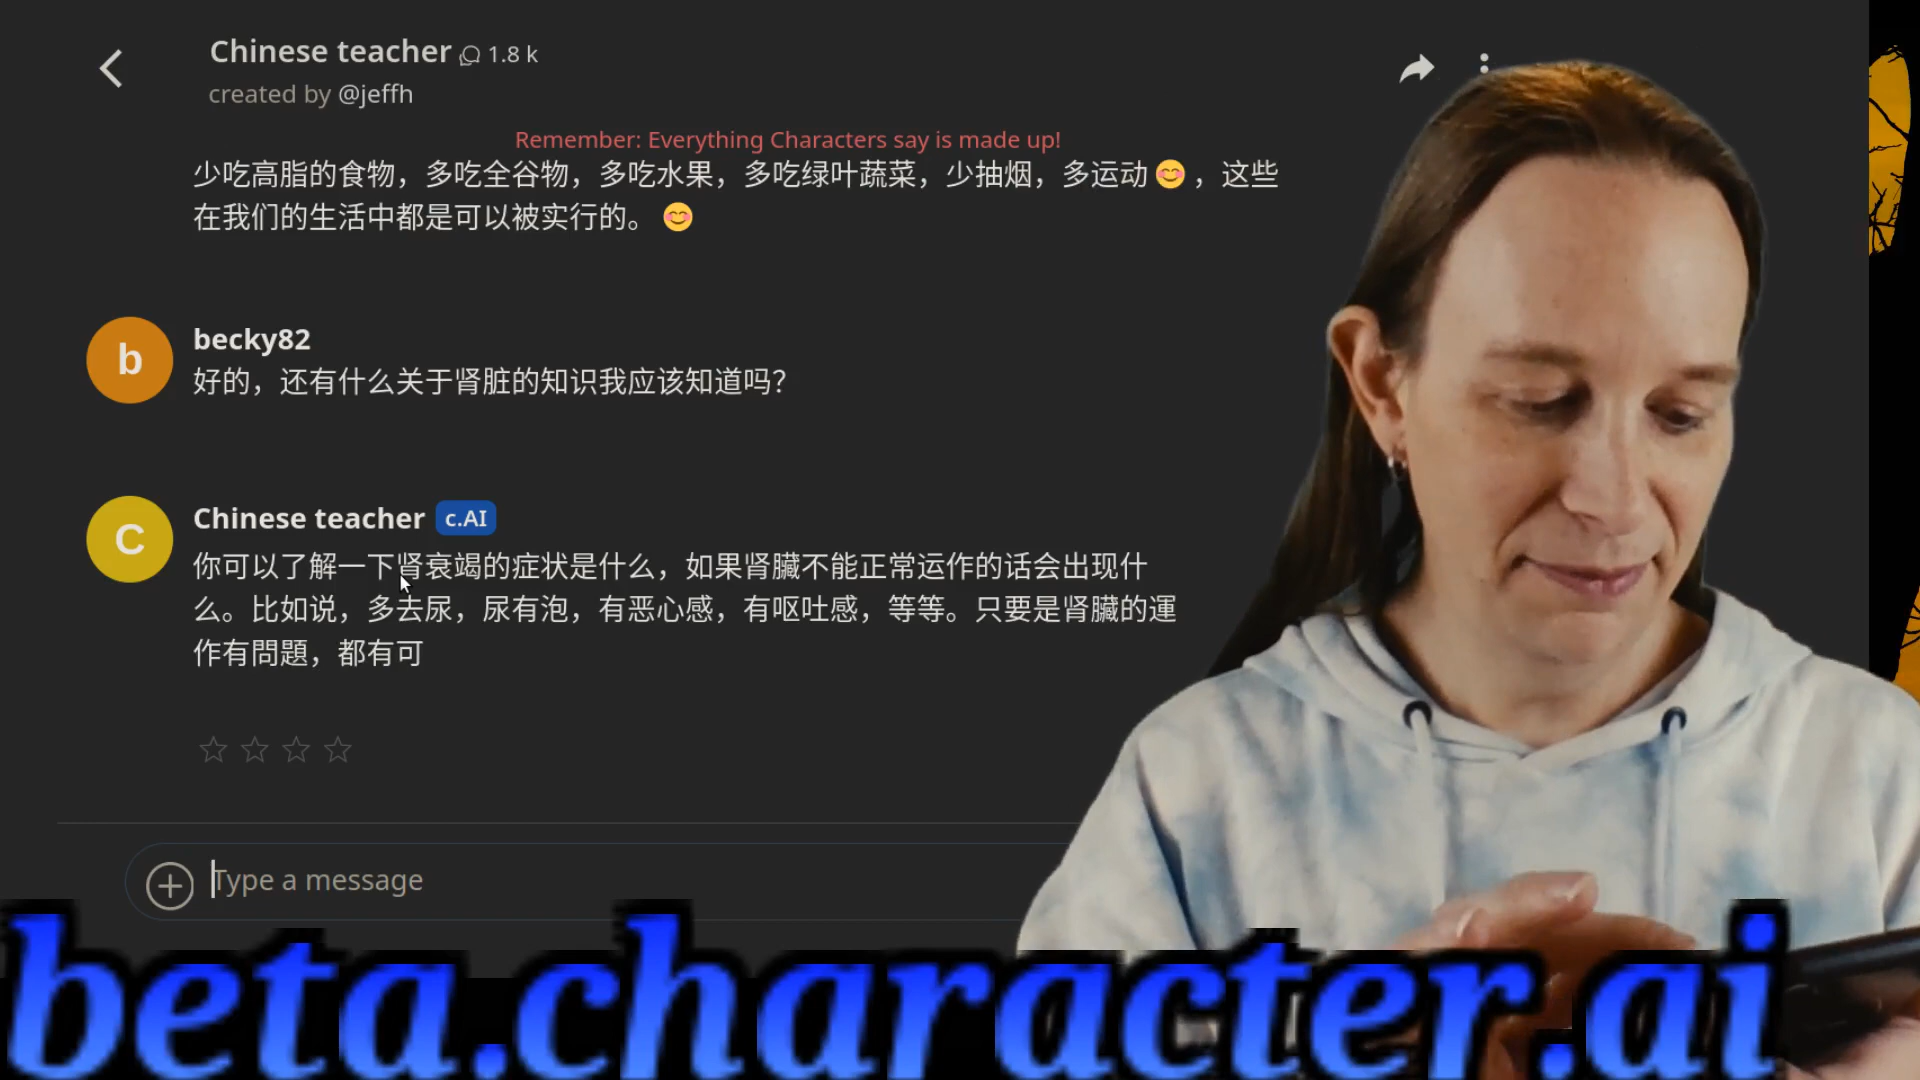 Chinese teacher 1.8 k
created by @jeffh
Remember: Everything Characters say is made up!
少吃高脂的食物，多吃全谷物，多吃水果，多吃绿叶蔬菜，少抽烟，多运动😊，这些
在我们的生活中都是可以被实行的。😊
b
becky82
好的，还有什么关于肾脏的知识我应该知道吗？
C
Chinese teacher c.AI
你可以了解一下肾衰竭的症状是什么，如果肾臟不能正常运作的话会出现什
么。比如说，多去尿，尿有泡，有恶心感，有呕吐感，等等。只要是肾臟的運
作有問題，都有可
Type a message
beta.character.ai